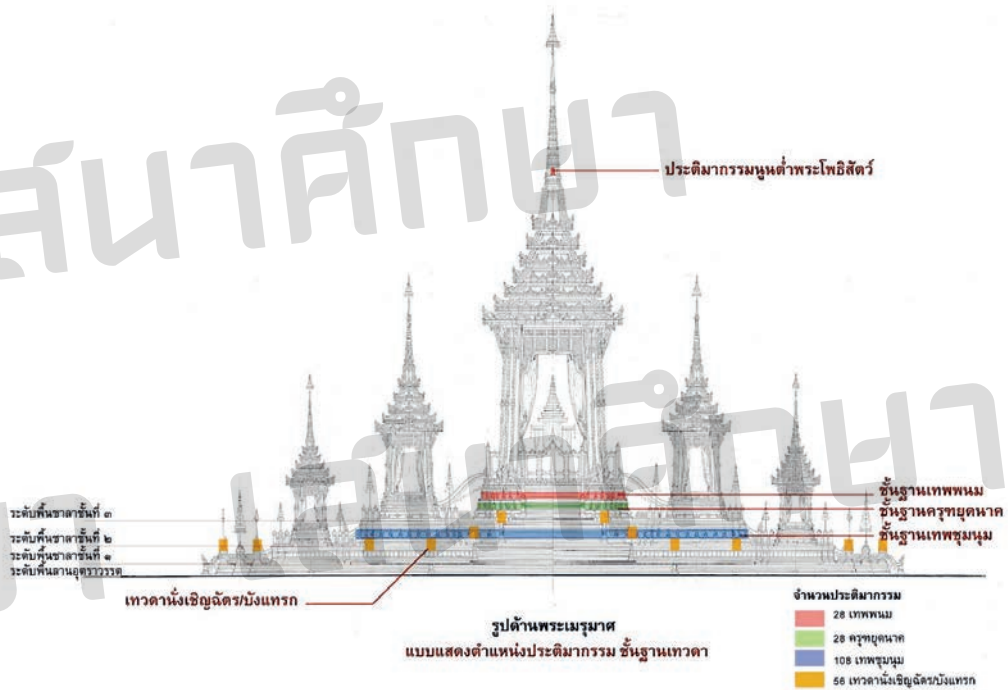 ประติมากรรมนูนต่ำพระโพธิสัตว์
ชั้นฐานเทพพนม
ชั้นฐานครุฑยุดนาค
ชั้นฐานเทพชุมนุม
ระดับพื้นชาลาชั้นที่ ๓
ระดับพื้นชาลาชั้นที่ ๒
ระดับพื้นชาลาชั้นที่ ๑
ระดับพื้นลานอุตราวรรต
เทวดานั่งเชิญฉัตร/บังแทรก
รูปด้านพระเมรุมาศ
แบบแสดงตำแหน่งประติมากรรม ชั้นฐานเทวดา
จำนวนประติมากรรม
28 เทพพนม
28 ครุฑยุดนาค
108 เทพชุมนุม
56 เทวดานั่งเชิญฉัตร/บังแทรก